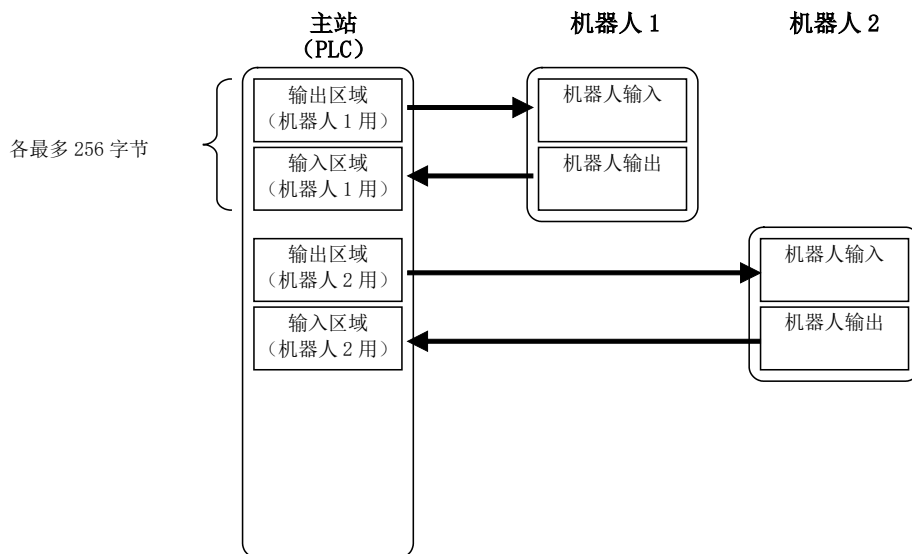 主站
（PLC）
机器人 1
机器人 2
各最多 256 字节
输出区域
（机器人 1 用）
机器人输入
输入区域
（机器人 1 用）
机器人输出
输出区域
（机器人 2 用）
机器人输入
输入区域
（机器人 2 用）
机器人输出